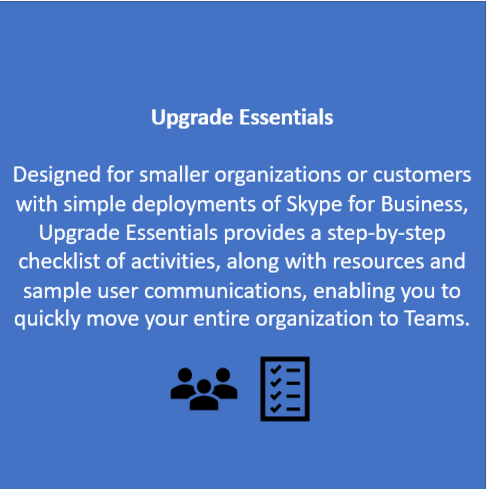 Upgrade Essentials
Designed for smaller organizations or customers
with simple deployments of Skype for Business,
Upgrade Essentials provides a step-by-step
checklist of activities, along with resources and
sample user communications, enabling you to
quickly move your entire organization to Teams.